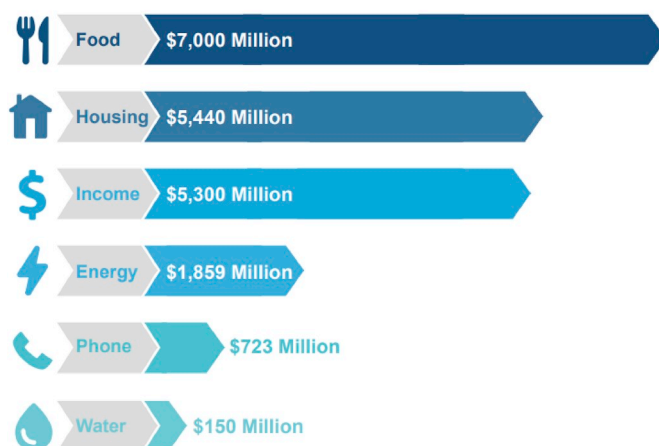 Food $7,000 Million
Housing $5,440 Million
Income $5,300 Million
Energy $1,859 Million
Phone $723 Million
Water $150 Million